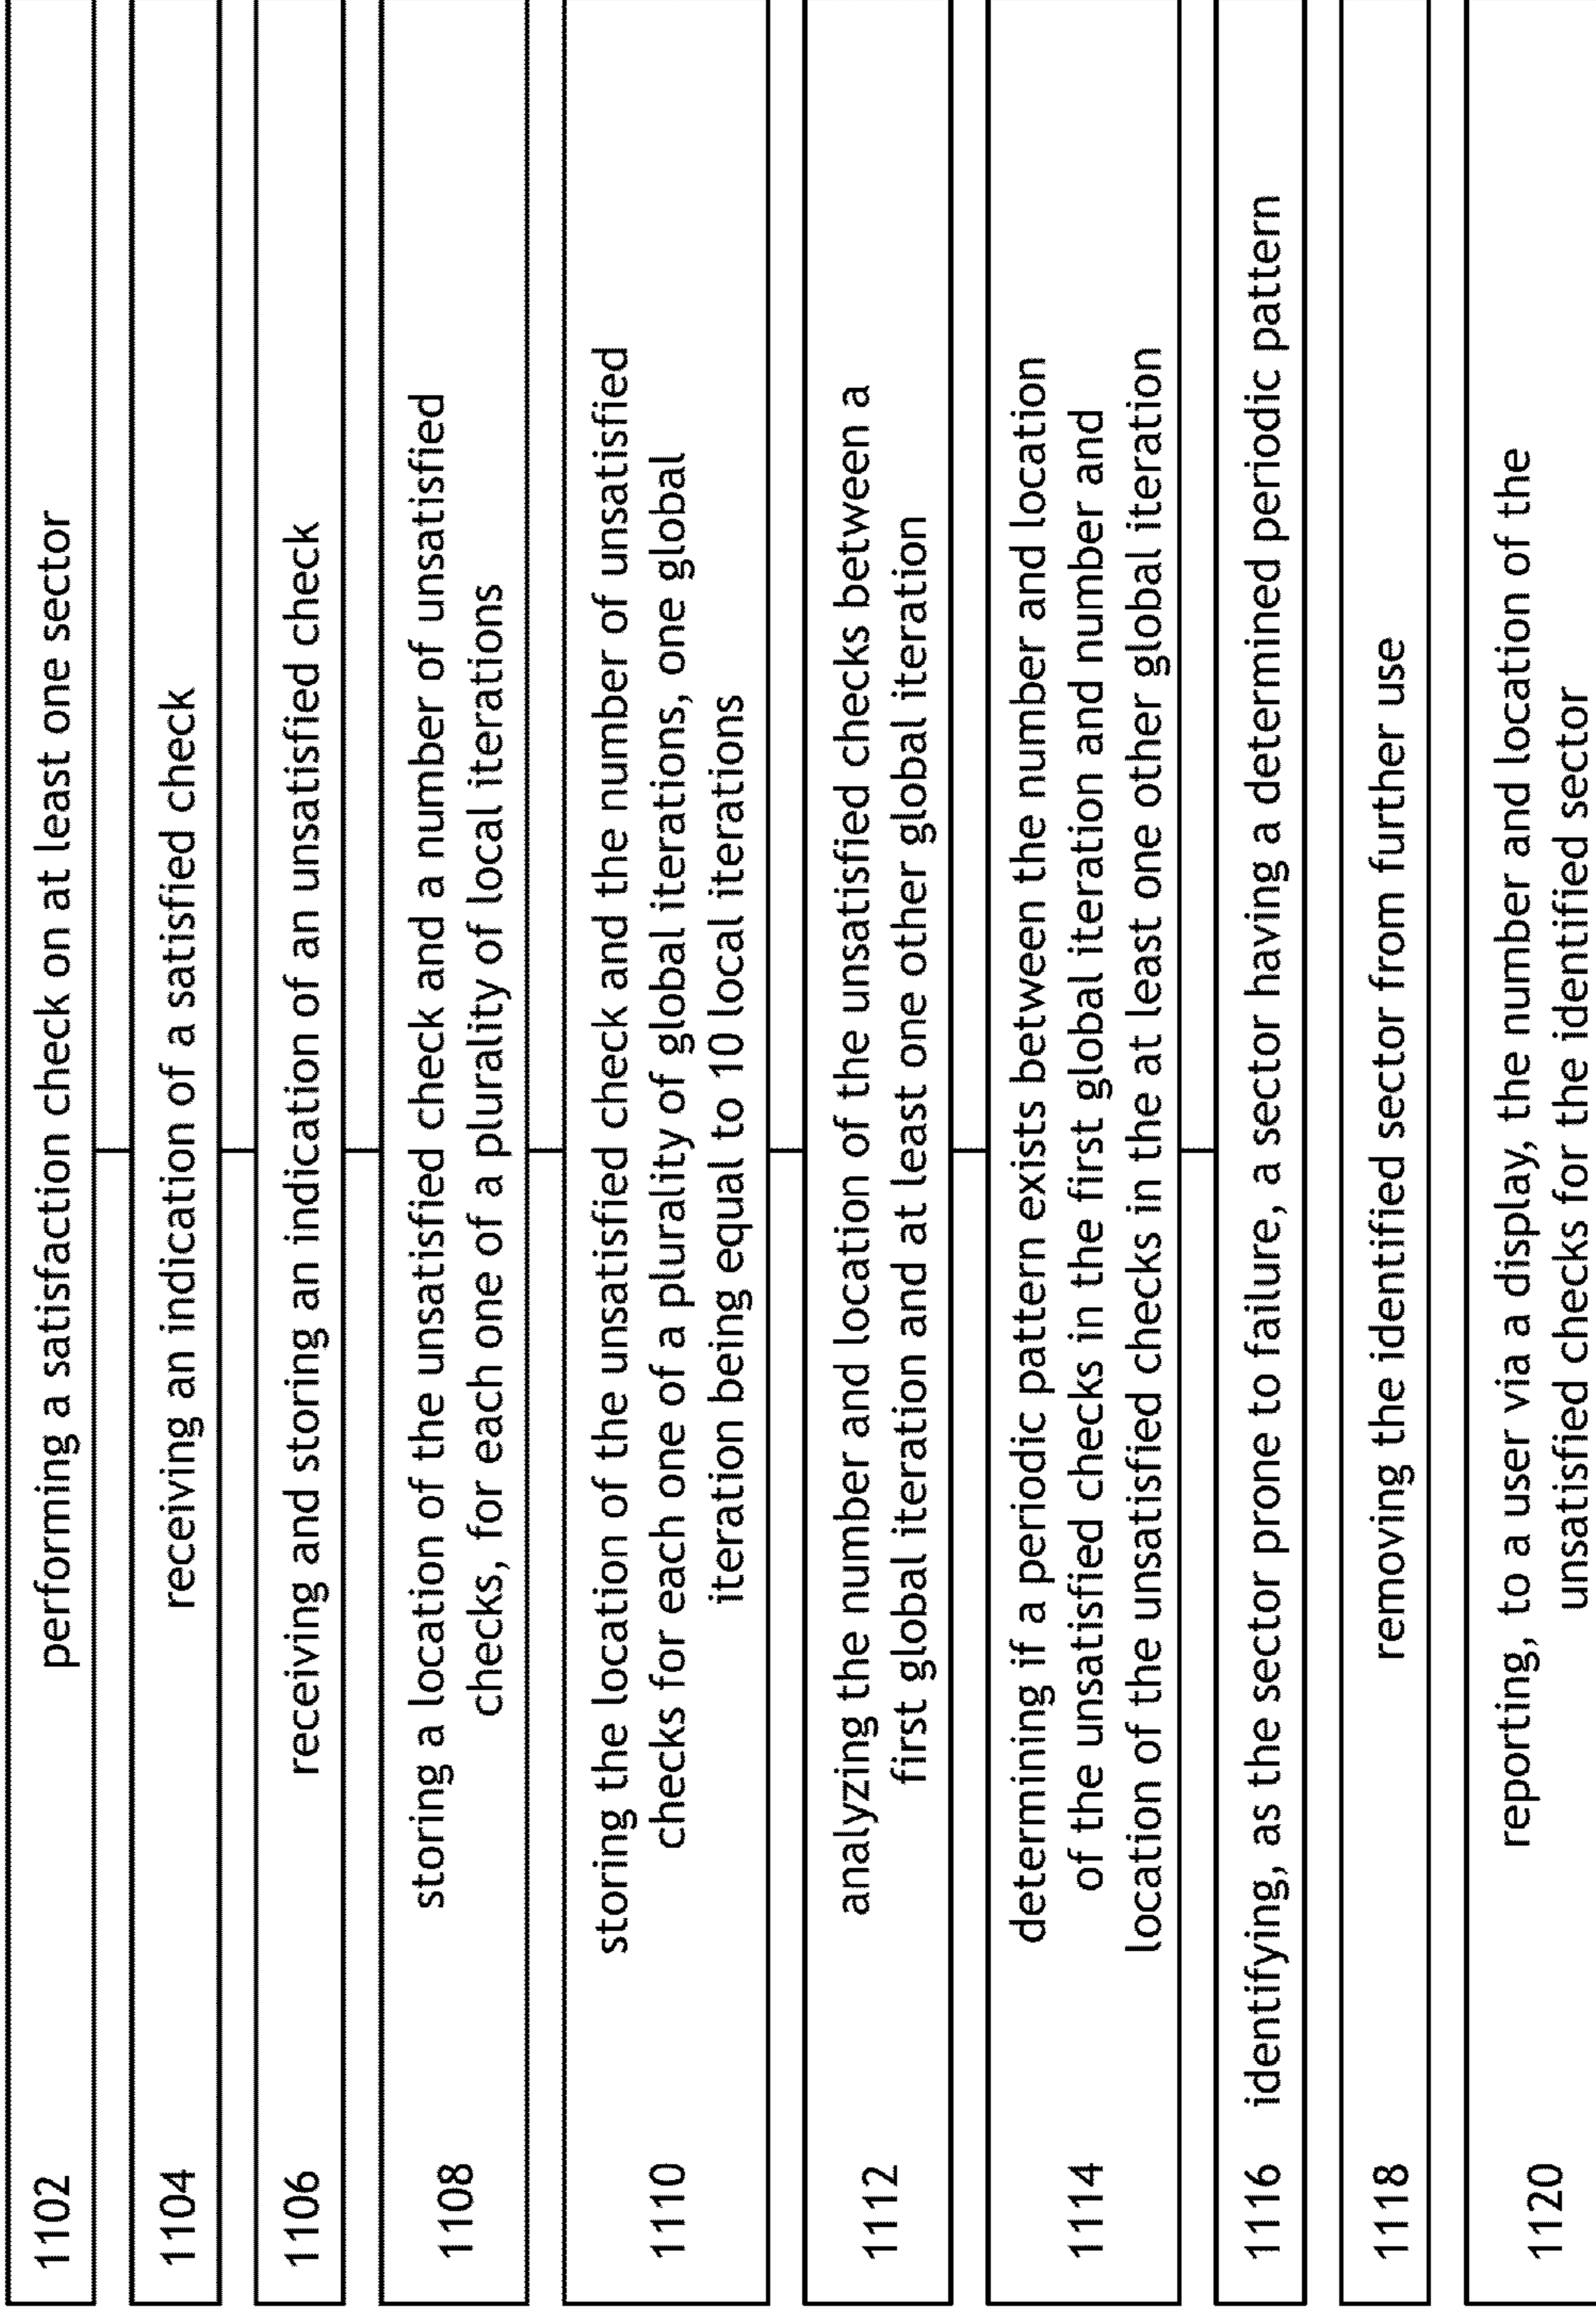 1102 performing a satisfaction check on at least one sector
1104 receiving an indication of a satisfied check
1106 receiving and storing an indication of an unsatisfied check
1108 storing a location of the unsatisfied check and a number of unsatisfied
checks, for each one of a plurality of local iterations
1110 storing the location of the unsatisfied check and the number of unsatisfied
checks for each one of a plurality of global iterations, one global
iteration being equal to 10 local iterations
1112 analyzing the number and location of the unsatisfied checks between a
first global iteration and at least one other global iteration
1114 determining if a periodic pattern exists between the number and location
of the unsatisfied checks in the first global iteration and number and
location of the unsatisfied checks in the at least one other global iteration
1116 identifying, as the sector prone to failure, a sector having a determined periodic pattern
1118 removing the identified sector from further use
1120 reporting, to a user via a display, the number and location of the
unsatisfied checks for the identified sector